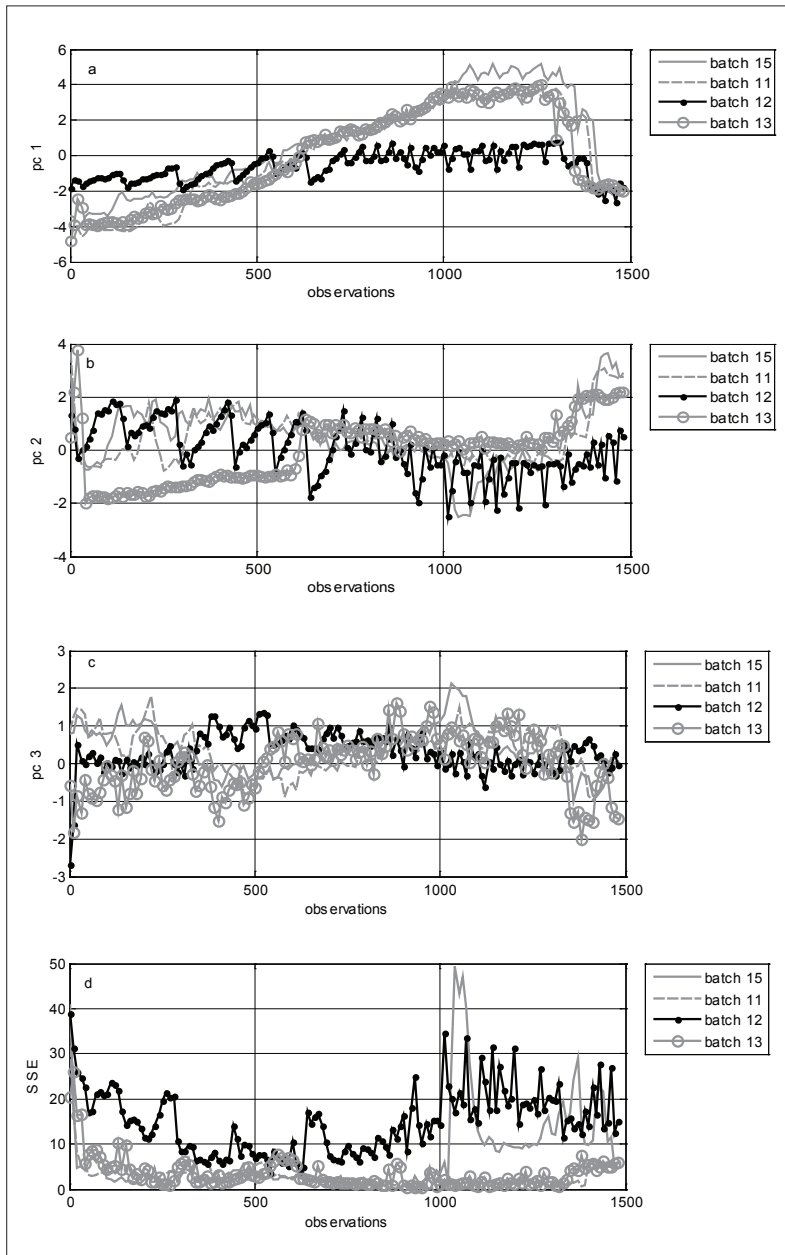 a
6
4
2
0
-2
-4
-6
pc 1
0
500
1000
1500
observations
batch 15
batch 11
batch 12
batch 13
b
4
2
0
-2
-4
pc 2
0
500
1000
1500
observations
batch 15
batch 11
batch 12
batch 13
c
3
2
1
0
-1
-2
-3
pc 3
0
500
1000
1500
observations
batch 15
batch 11
batch 12
batch 13
d
50
40
30
20
10
0
SSE
0
500
1000
1500
observations
batch 15
batch 11
batch 12
batch 13